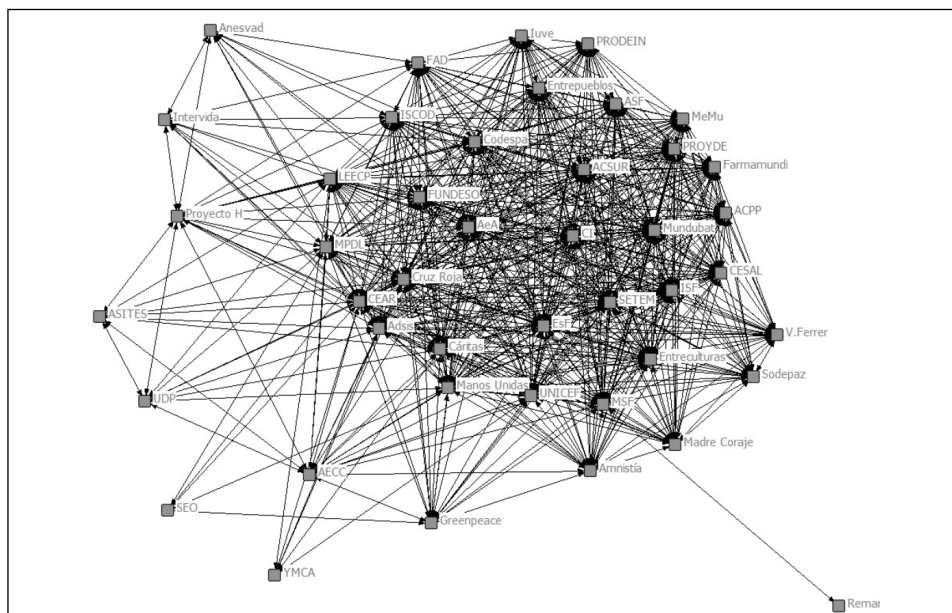 Anesvad
Iuve
PRODEIN
FAD
Entrepueblos
ASF
Intervida
ISCOD
MeMu
Codespa
PROYDE
ACSUR
Farmamundi
LEECP
FUNDESO
Proyecto H
ACPP
AeA
CI
Mundubat
MPDL
Cruz Roja
CESAL
ISF
CEAR
SETEM
ASITES
Adsis
EsF
V.Ferrer
Cáritas
Entreculturas
Sodepaz
Manos Unidas
UNICEF
UDP
MSF
Madre Coraje
AECC
Amnistía
SEO
Greenpeace
YMCA
Remar